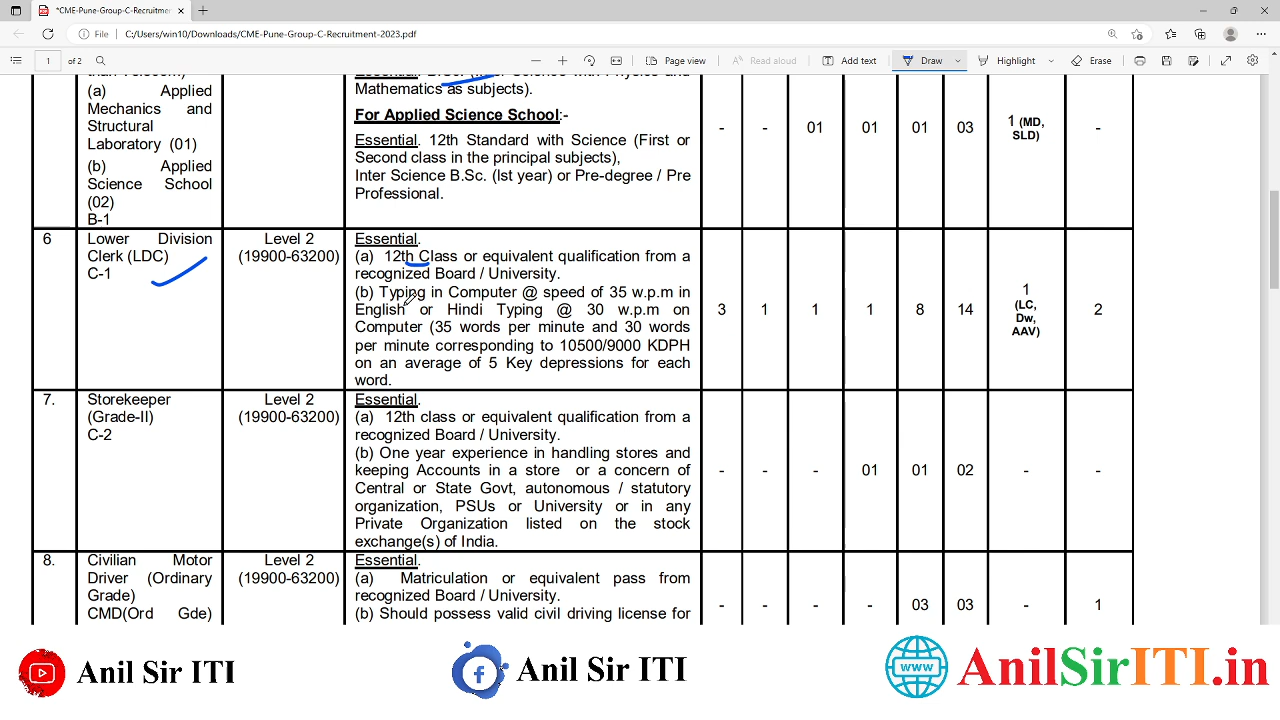 *CME-Pune-Group-C-Recruitmen
File
C:/Users/win10/Downloads/CME-Pune-Group-C-Recruitment-2023.pdf
1 of 2
Page view
Read aloud
Add text
Draw
Highlight
Erase
(a) Applied
Mechanics and
Structural
Laboratory (01)
(b) Applied
Science School
(02)
B-1
Mathematics as subjects).
For Applied Science School:-
Essential. 12th Standard with Science (First or
Second class in the principal subjects),
Inter Science B.Sc. (Ist year) or Pre-degree / Pre
Professional.
- - 01 01 01 03 1 (MD,
SLD) -
6 Lower Division
Clerk (LDC)
C-1
Level 2
(19900-63200)
Essential.
(a) 12th Class or equivalent qualification from a
recognized Board / University.
(b) Typing in Computer @ speed of 35 w.p.m in
English or Hindi Typing @ 30 w.p.m on
Computer (35 words per minute and 30 words
per minute corresponding to 10500/9000 KDPH
on an average of 5 Key depressions for each
word.
3 1 1 1 8 14 1
(LC,
Dw,
AAV) 2
7. Storekeeper
(Grade-II)
C-2
Level 2
(19900-63200)
Essential.
(a) 12th class or equivalent qualification from a
recognized Board / University.
(b) One year experience in handling stores and
keeping Accounts in a store or a concern of
Central or State Govt, autonomous / statutory
organization, PSUs or University or in any
Private Organization listed on the stock
exchange(s) of India.
- - - 01 01 02 - -
8. Civilian Motor
Driver (Ordinary
Grade)
CMD(Ord Gde)
Level 2
(19900-63200)
Essential.
(a) Matriculation or equivalent pass from
recognized Board / University.
(b) Should possess valid civil driving license for
- - - - 03 03 - 1
Anil Sir ITI
Anil Sir ITI
www
AnilSirITI.in